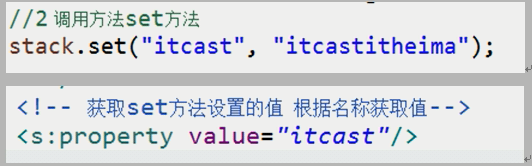 //2 调用方法set方法
stack.set("itcast", "itcastitheima");
<!-- 获取set方法设置的值 根据名称获取值-->
<s:property value="itcast"/>